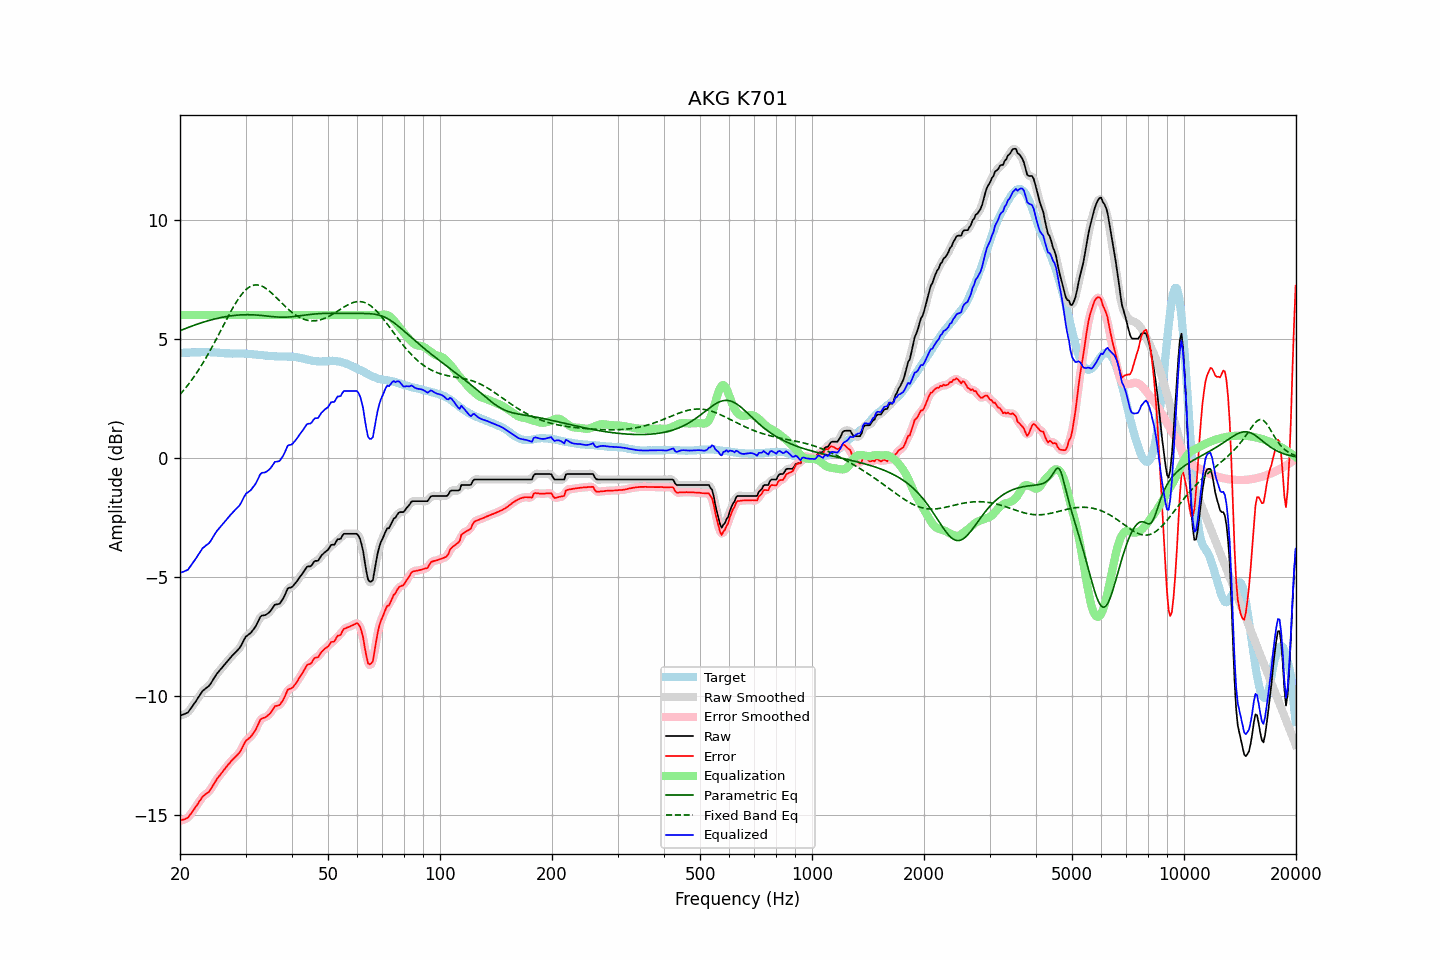 AKG K701
Amplitude (dBr)
10
5
0
−5
−10
−15
20 50 100 200 500 1000 2000 5000 10000 20000
Frequency (Hz)
Target
Raw Smoothed
Error Smoothed
Raw
Error
Equalization
Parametric Eq
Fixed Band Eq
Equalized